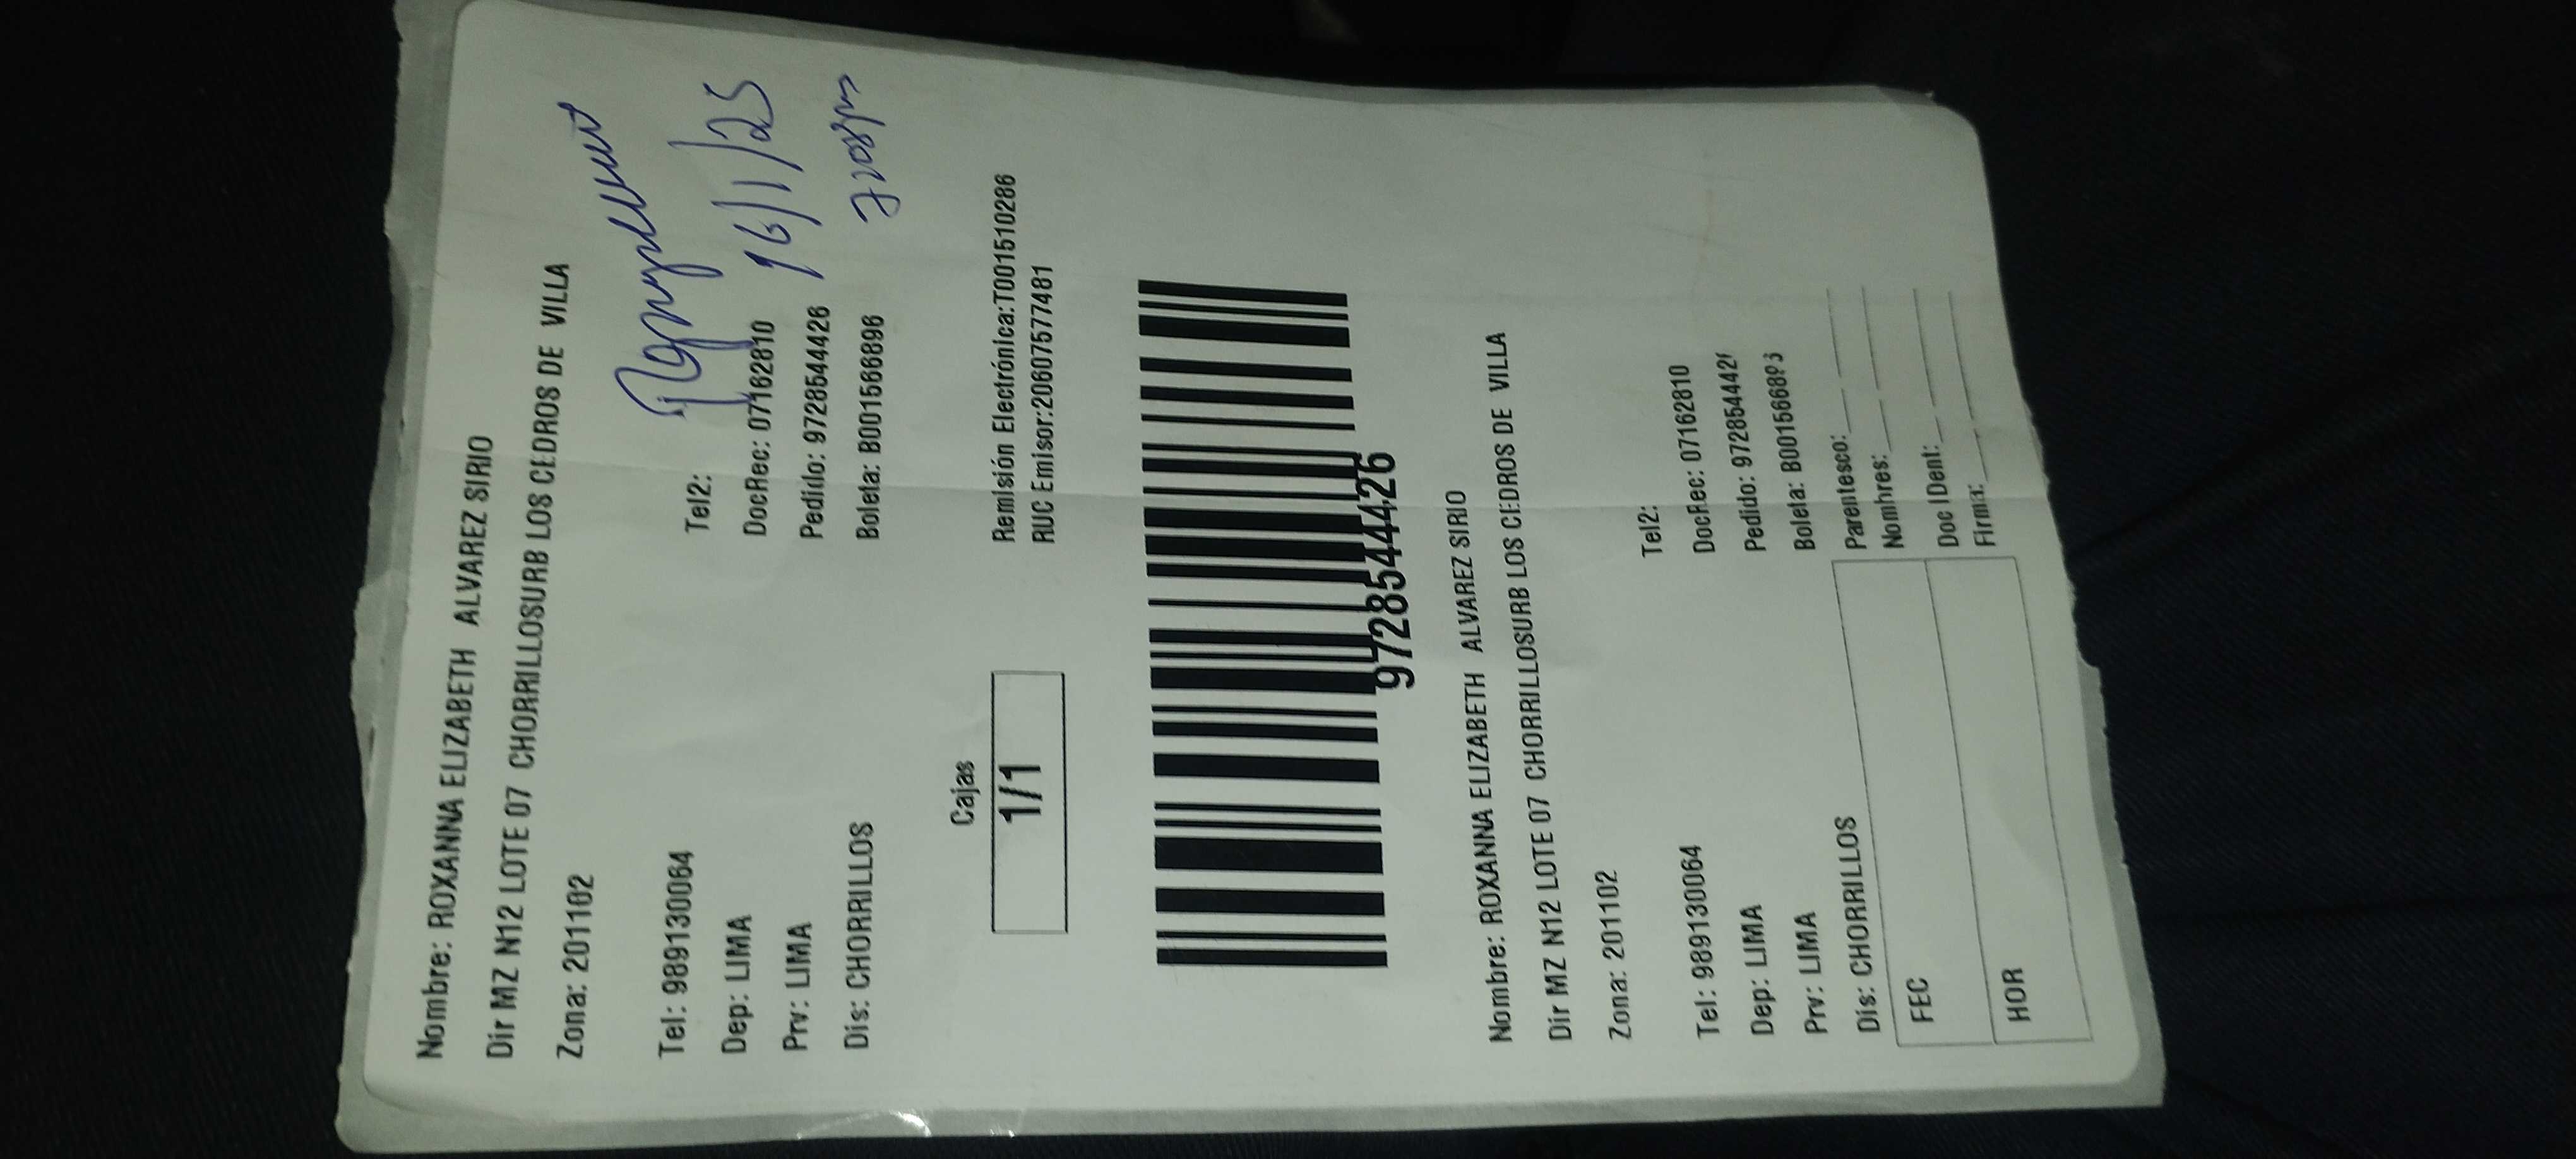 Nombre: ROXANNA ELIZABETH ALVAREZ SIRIO
Dir MZ N12 LOTE 07 CHORRILLOSURB LOS CEDROS DE VILLA
Zona: 201102
Tel: 989130064
Tel2:
Dep: LIMA
DocRec: 07162810
16/1/25
Prv: LIMA
Pedido: 9728544426
Dis: CHORRILLOS
Boleta: B001566896
Cajas
1/1
Remisión Electrónica:T001510286
RUC Emisor:20607577481
9728544426
Nombre: ROXANNA ELIZABETH ALVAREZ SIRIO
Dir MZ N12 LOTE 07 CHORRILLOSURB LOS CEDROS DE VILLA
Zona: 201102
Tel2:
Tel: 989130064
DocRec: 07162810
Dep: LIMA
Pedido:
Prv: LIMA
Boleta:
Dis: CHORRILLOS
Parentesco:
Nombres:
FEC
Doc IDent:
Firma:
HOR